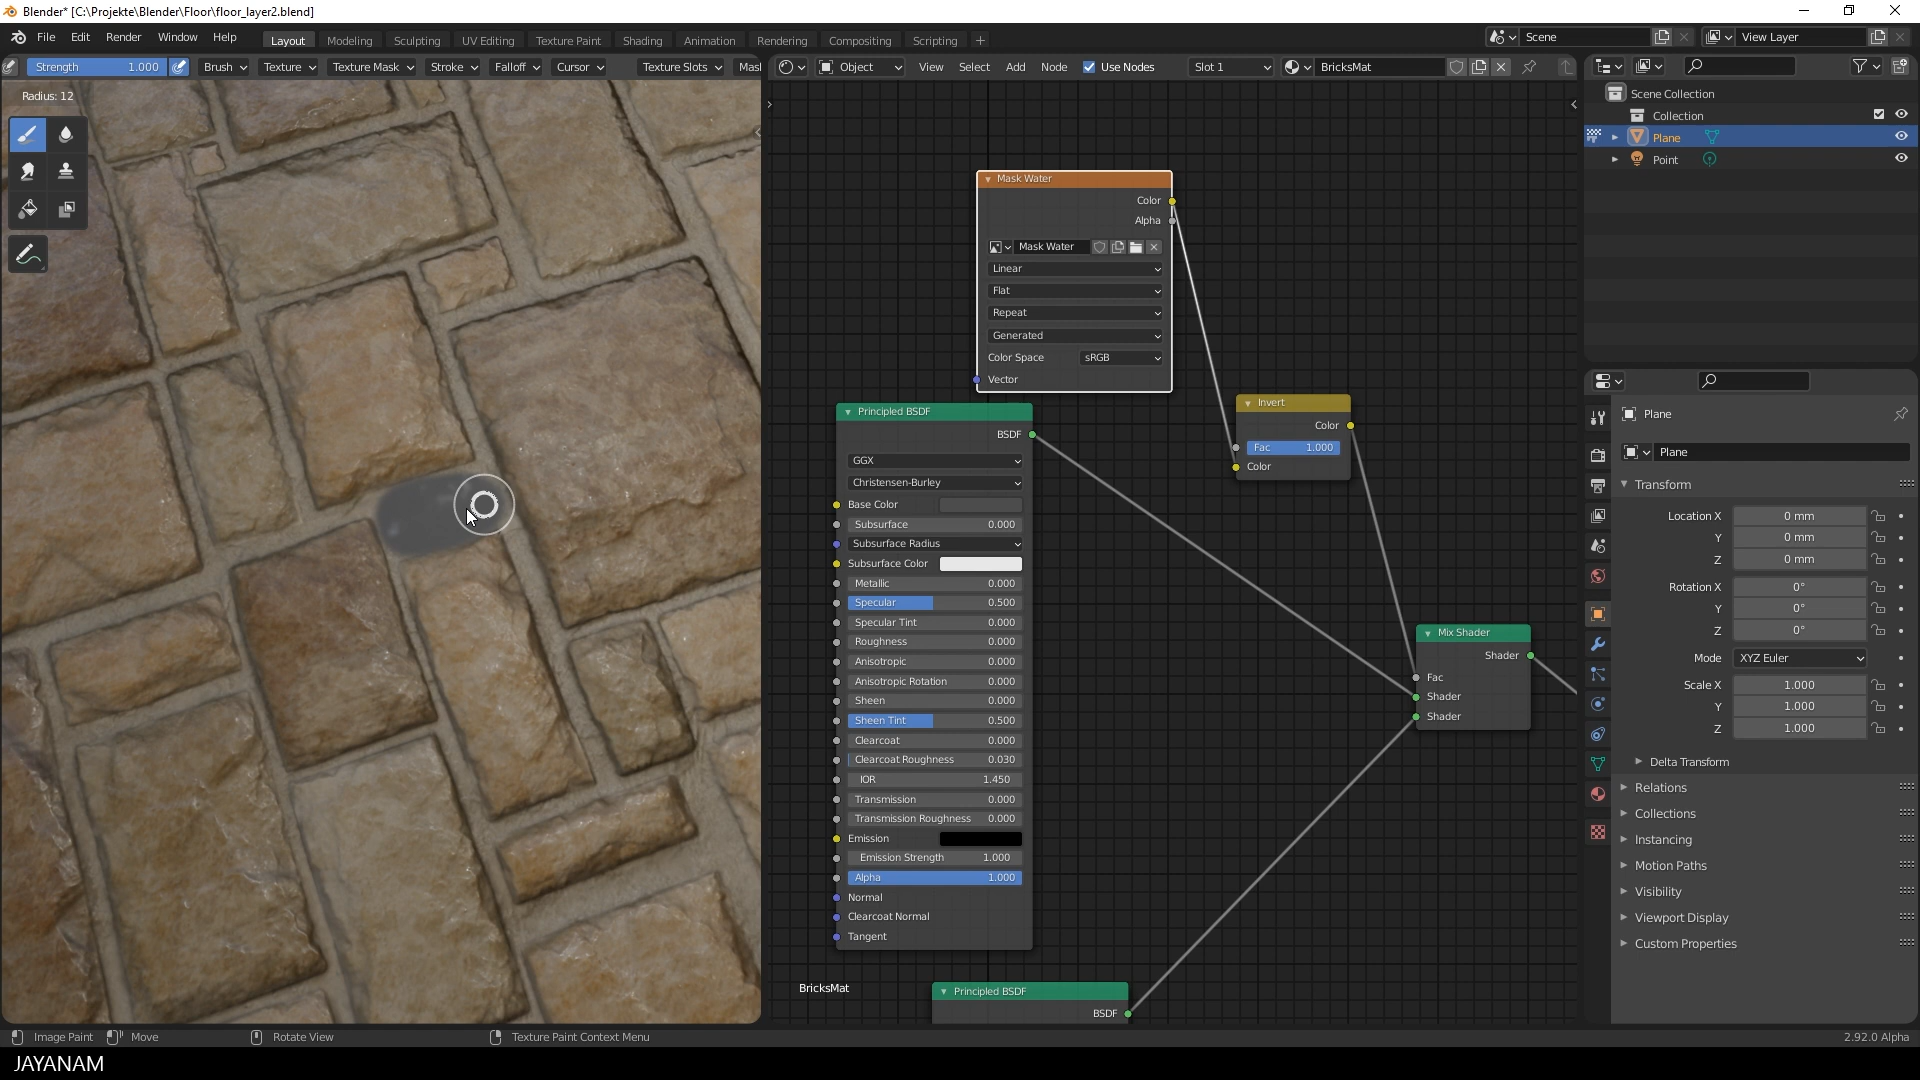 Blender* [C:\Projekte\Blender\Floor\floor_layer2.blend]
File Edit Render Window Help
Layout Modeling Sculpting UV Editing Texture Paint Shading Animation Rendering Compositing Scripting +
Scene View Layer
Strength 1.000 Brush Texture Texture Mask Stroke Falloff Cursor Texture Slots Mask
Object View Select Add Node Use Nodes Slot 1 BricksMat
Radius: 12
Mask Water
Color
Alpha
Mask Water
Linear
Flat
Repeat
Generated
Color Space sRGB
Vector
Principled BSDF
BSDF
GGX
Christensen-Burley
Base Color
Subsurface 0.000
Subsurface Radius
Subsurface Color
Metallic 0.000
Specular 0.500
Specular Tint 0.000
Roughness 0.000
Anisotropic 0.000
Anisotropic Rotation 0.000
Sheen 0.000
Sheen Tint 0.500
Clearcoat 0.000
Clearcoat Roughness 0.030
IOR 1.450
Transmission 0.000
Transmission Roughness 0.000
Emission
Emission Strength 1.000
Alpha 1.000
Normal
Clearcoat Normal
Tangent
Invert
Color
Fac 1.000
Color
Mix Shader
Shader
Fac
Shader
Shader
BricksMat
Principled BSDF
BSDF
Scene Collection
Collection
Plane
Point
Plane
Plane
Transform
Location X 0 mm
Y 0 mm
Z 0 mm
Rotation X 0°
Y 0°
Z 0°
Mode XYZ Euler
Scale X 1.000
Y 1.000
Z 1.000
Delta Transform
Relations
Collections
Instancing
Motion Paths
Visibility
Viewport Display
Custom Properties
Image Paint Move Rotate View Texture Paint Context Menu 2.92.0 Alpha
JAYANAM